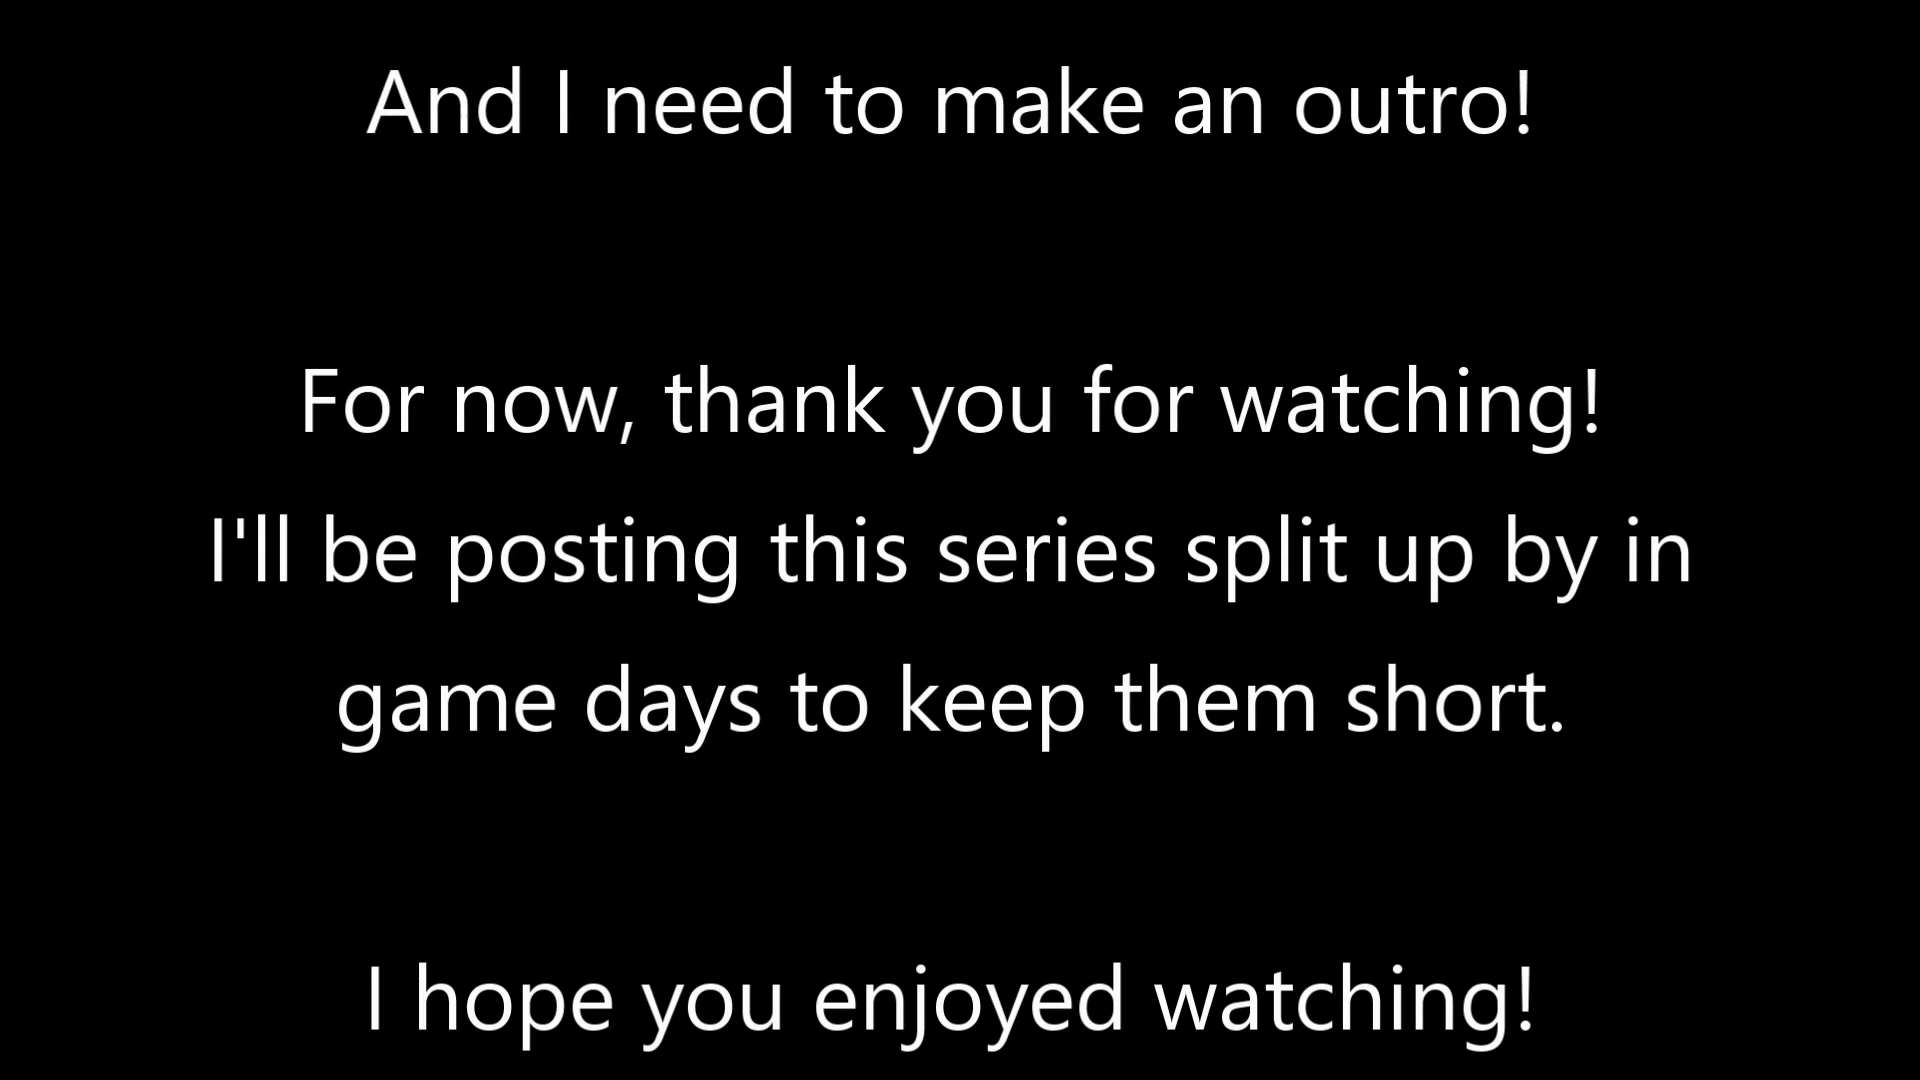 And I need to make an outro!
For now, thank you for watching!
I'll be posting this series split up by in
game days to keep them short.
I hope you enjoyed watching!